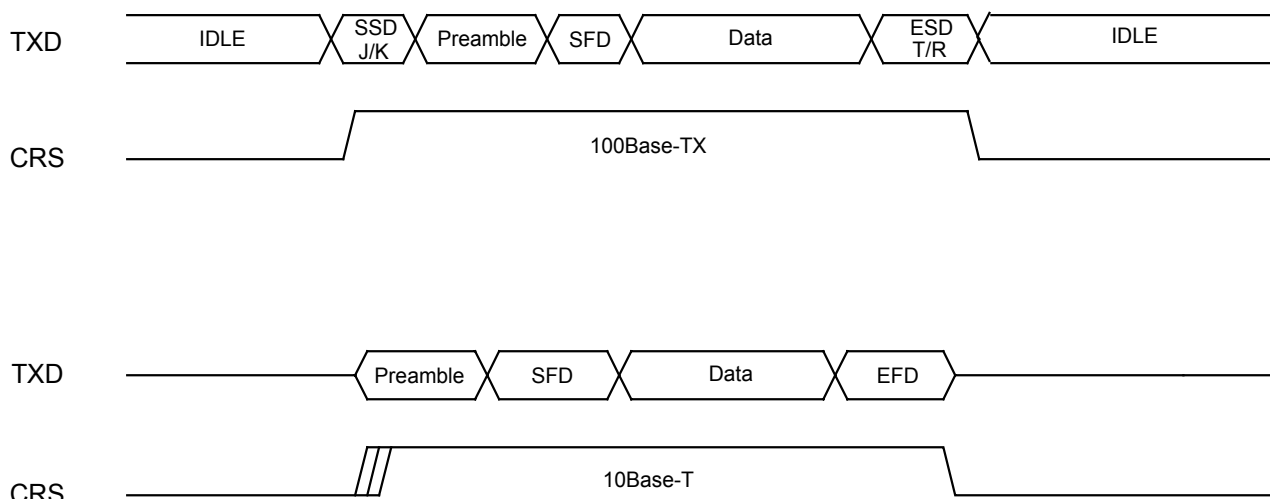 TXD IDLE SSD J/K Preamble SFD Data ESD T/R IDLE
CRS 100Base-TX
TXD Preamble SFD Data EFD
CRS 10Base-T